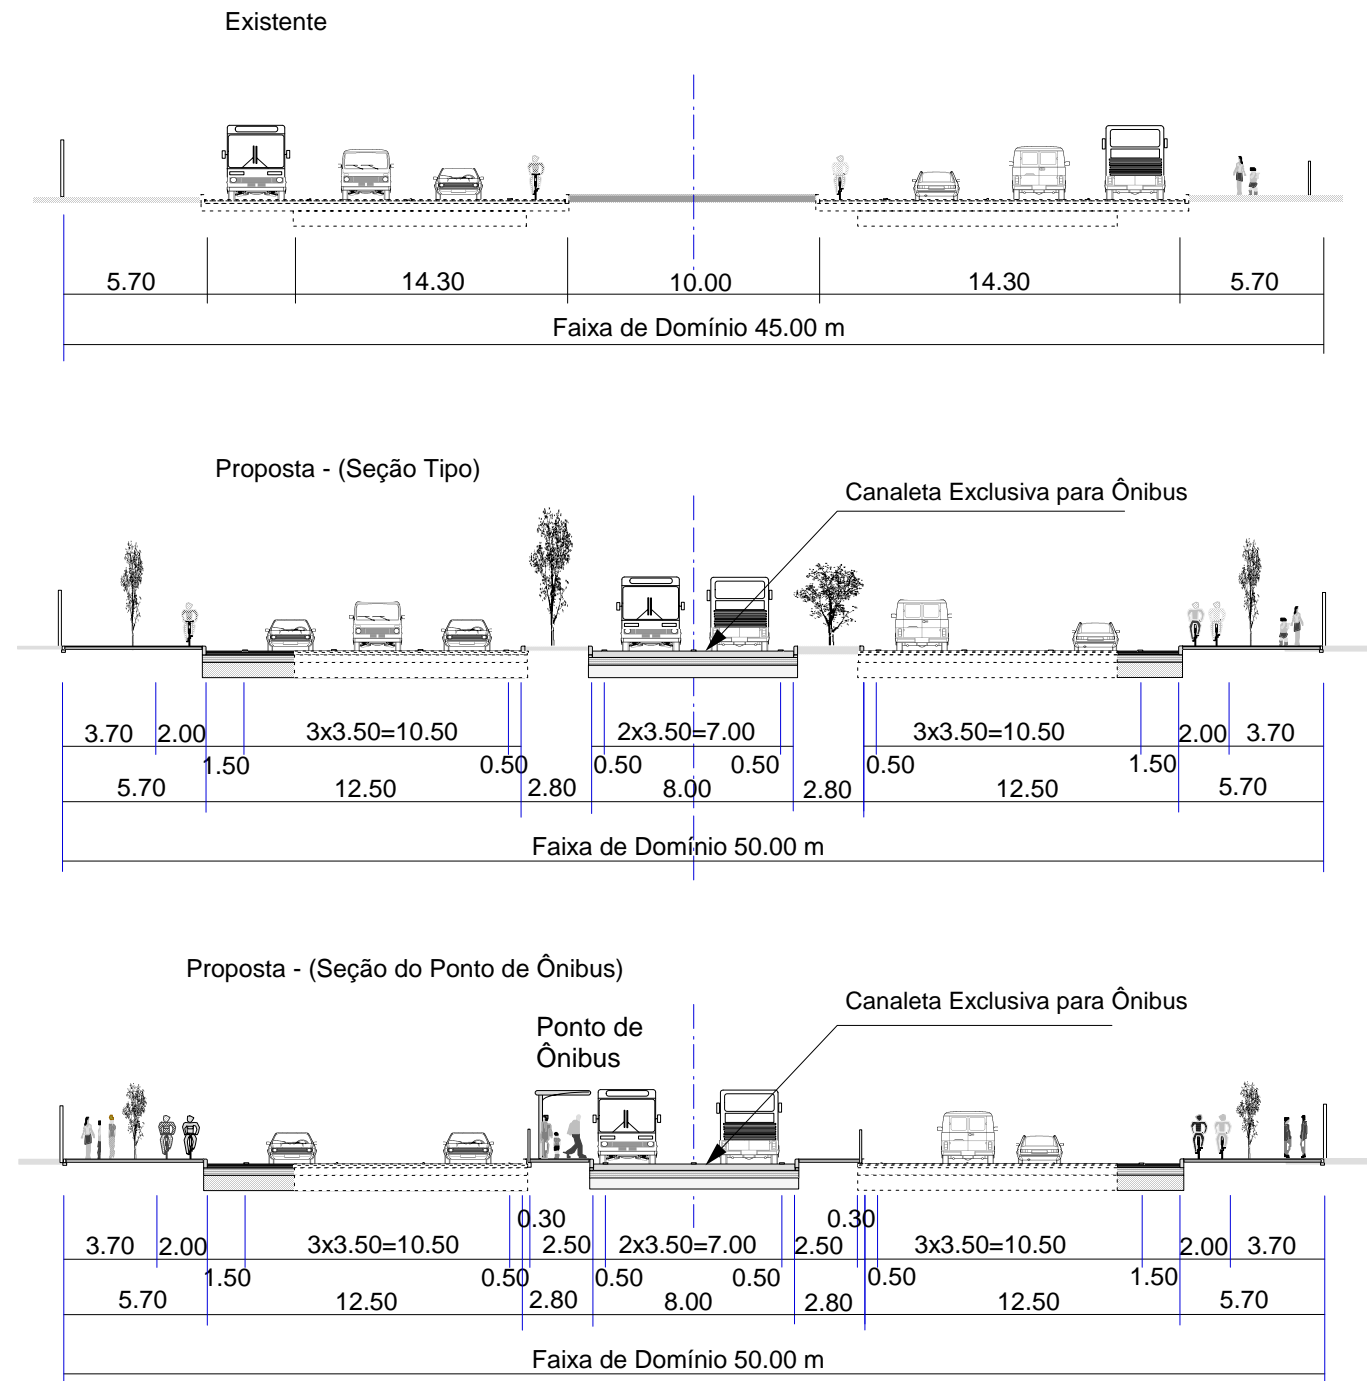 Existente
5.70 14.30 10.00 14.30 5.70
Faixa de Domínio 45.00 m
Proposta - (Seção Tipo)
Canaleta Exclusiva para Ônibus
3.70 2.00 3x3.50=10.50 2x3.50=7.00 3x3.50=10.50 2.00 3.70
1.50 0.50 0.50 0.50 0.50 1.50
5.70 12.50 2.80 8.00 2.80 12.50 5.70
Faixa de Domínio 50.00 m
Proposta - (Seção do Ponto de Ônibus)
Canaleta Exclusiva para Ônibus
Ponto de
Ônibus
0.30 0.30
3.70 2.00 3x3.50=10.50 2.50 2x3.50=7.00 2.50 3x3.50=10.50 2.00 3.70
1.50 0.50 0.50 0.50 0.50 1.50
5.70 12.50 2.80 8.00 2.80 12.50 5.70
Faixa de Domínio 50.00 m